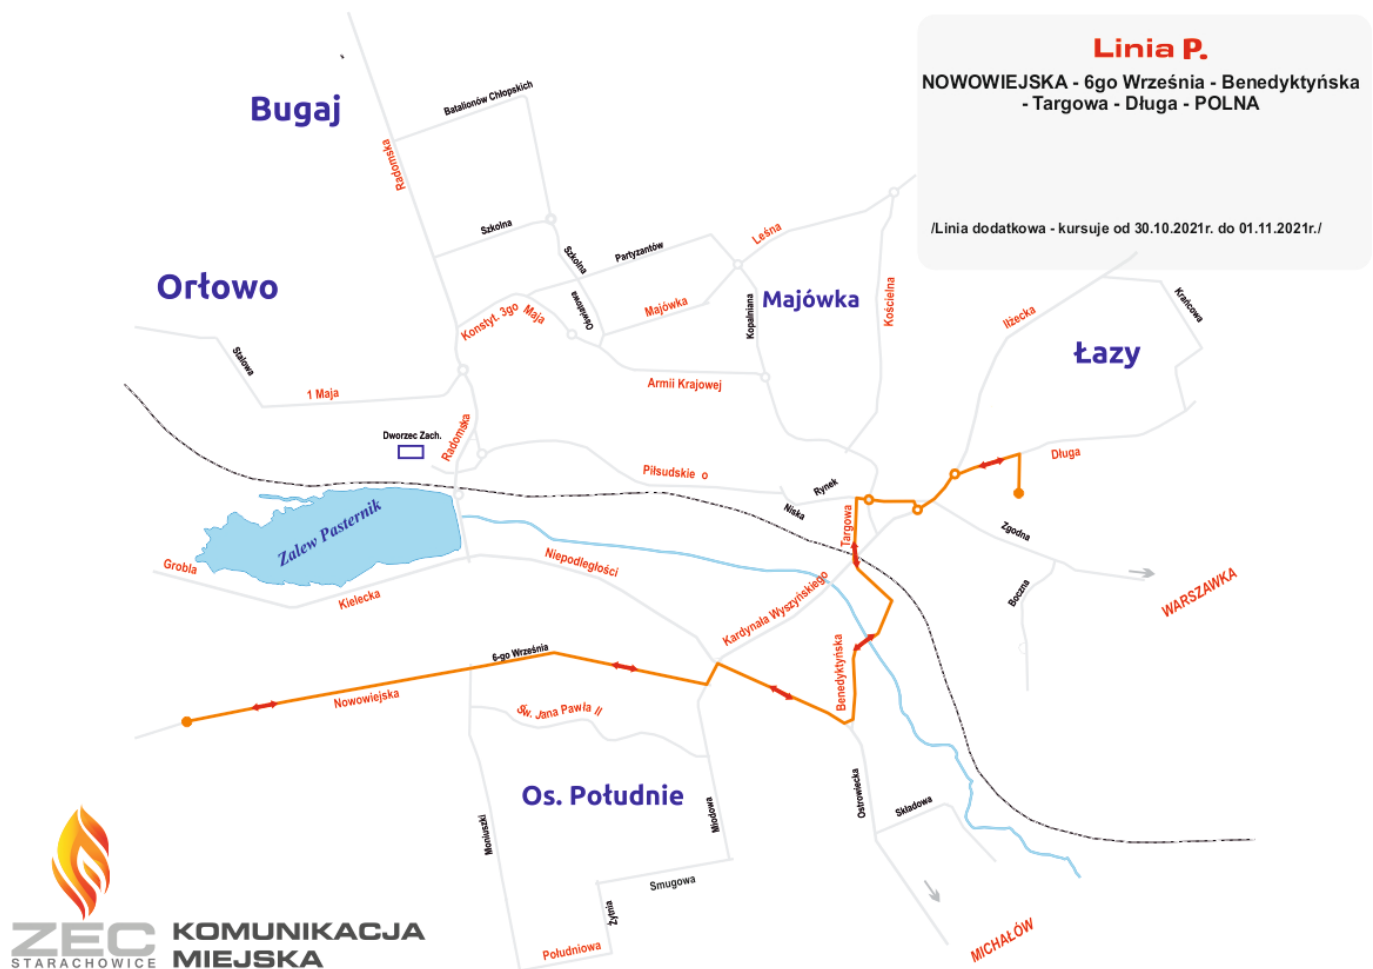 Linia P.
NOWOWIEJSKA - 6go Września - Benedyktyńska
- Targowa - Długa - POLNA
/Linia dodatkowa - kursuje od 30.10.2021r. do 01.11.2021r./
Bugaj
Batalionów Chłopskich
Radomska
Szkolna
Szkolna
Partyzantów
Leśna
Orłowo
Oświatowa
Majówka
Majówka
Kopalniana
Kościelna
Konstyt. 3go Maja
Iłżecka
Krańcowa
Łazy
Stalowa
1 Maja
Armii Krajowej
Dworzec Zach.
Radomska
Długa
Piłsudskie o
Rynek
Niska
Targowa
Zgodna
Zalew Pasternik
Grobla
Kielecka
Niepodległości
Kardynała Wyszyńskiego
Boczna
WARSZAWKA
6-go Września
Nowowiejska
Benedyktyńska
Św. Jana Pawła II
Os. Południe
Moniuszki
Miodowa
Ostrowiecka
Składowa
Smugowa
Żytnia
Południowa
MICHAŁÓW
ZEC
STARACHOWICE
KOMUNIKACJA
MIEJSKA